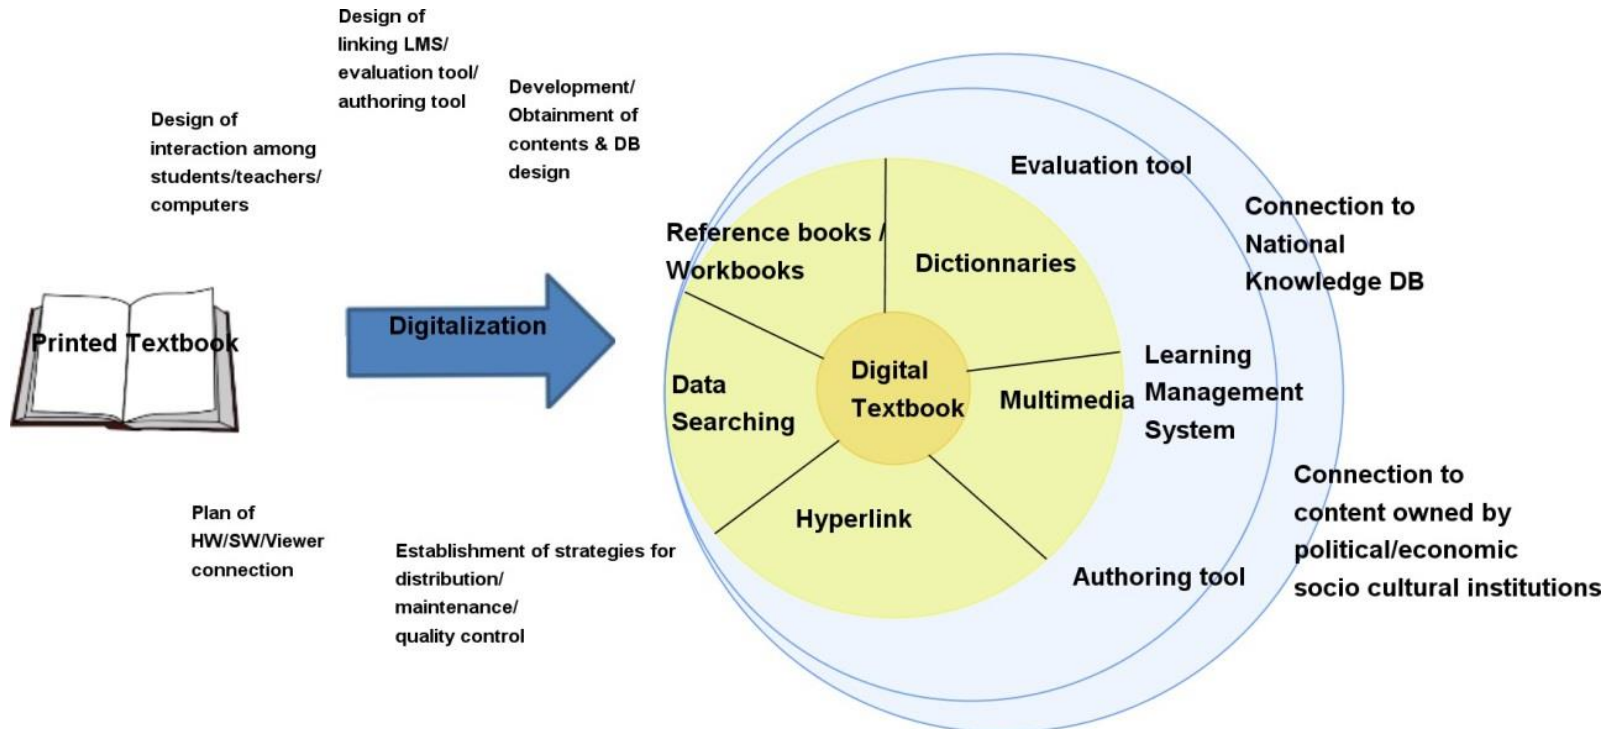 Design of
linking LMS/
evaluation tool/
authoring tool
Development/
Obtainment of
contents & DB
design
Design of
interaction among
students/teachers/
computers
Printed Textbook
Digitalization
Plan of
HW/SW/Viewer
connection
Establishment of strategies for
distribution/
maintenance/
quality control
Reference books /
Workbooks
Dictionnaries
Data
Searching
Digital
Textbook
Multimedia
Hyperlink
Evaluation tool
Learning
Management
System
Authoring tool
Connection to
National
Knowledge DB
Connection to
content owned by
political/economic
socio cultural institutions